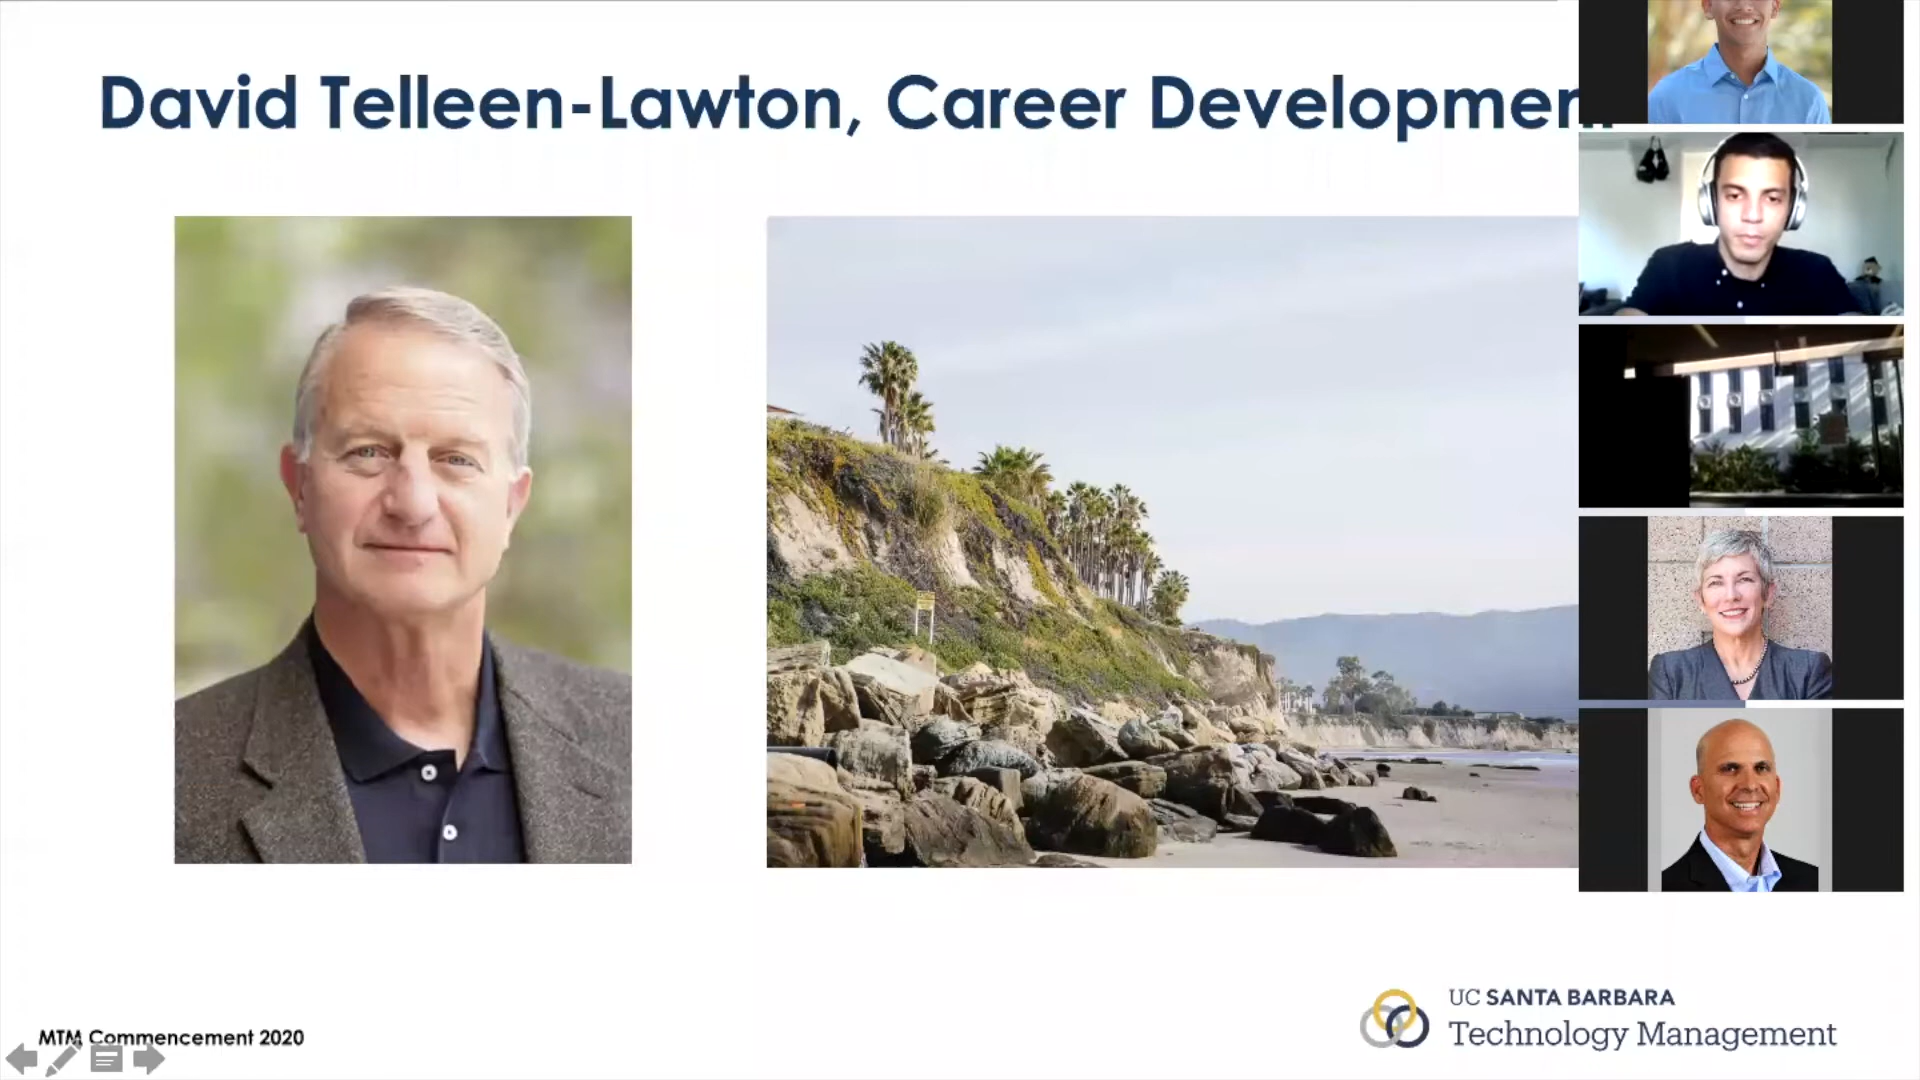 David Telleen-Lawton, Career Developmen
UC SANTA BARBARA
Technology Management
MTM Commencement 2020